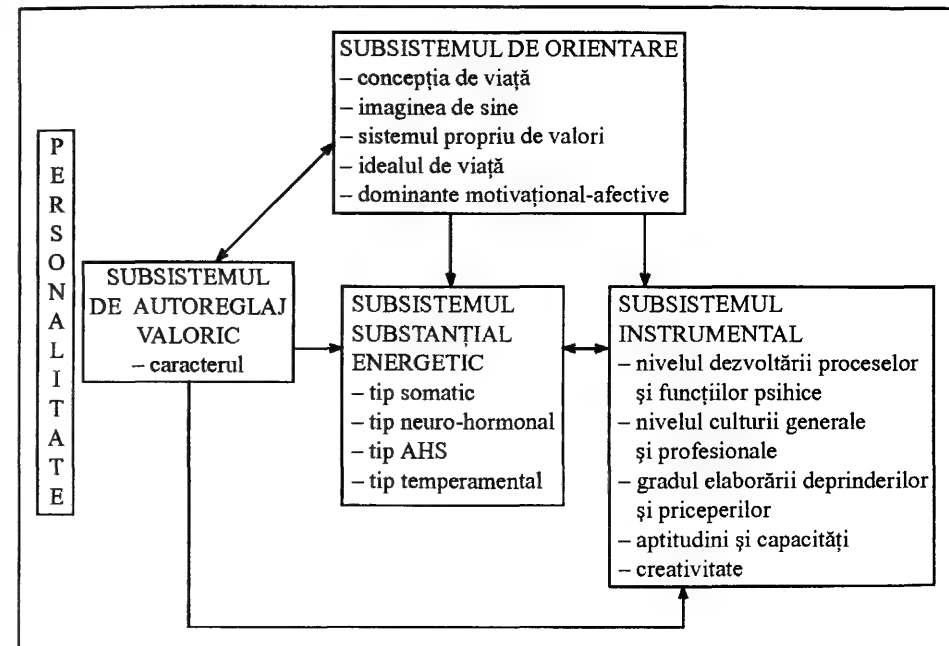 SUBSISTEMUL DE ORIENTARE
– concepția de viață
– imaginea de sine
– sistemul propriu de valori
– idealul de viață
– dominante motivațional-afective
PERSONALITATE
SUBSISTEMUL
DE AUTOREGLAJ
VALORIC
– caracterul
SUBSISTEMUL
SUBSTANȚIAL
ENERGETIC
– tip somatic
– tip neuro-hormonal
– tip AHS
– tip temperamental
SUBSISTEMUL
INSTRUMENTAL
– nivelul dezvoltării proceselor
și funcțiilor psihice
– nivelul culturii generale
și profesionale
– gradul elaborării deprinderilor
și priceperilor
– aptitudini și capacități
– creativitate